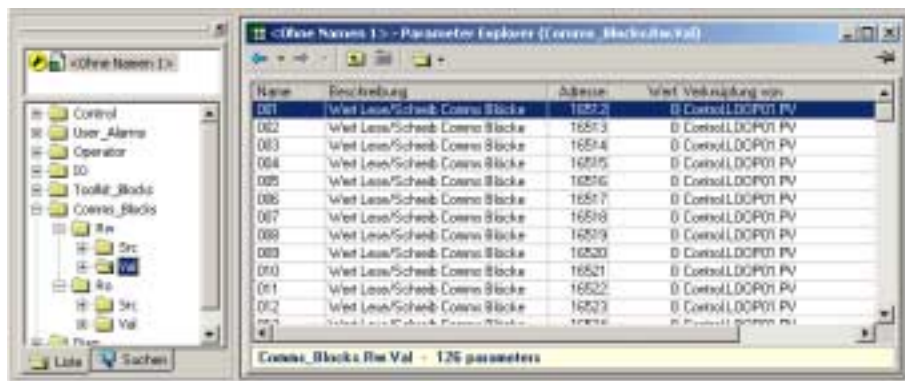 <Ohne Namen 1> - Parameter Explorer (Comms_Blocks.Rw.Val)
<Ohne Namen 1>
Control
User_Alarms
Operator
IO
Toolkit_Blocks
Comms_Blocks
Rw
Src
Val
Ro
Src
Val
Liste Suchen
Name Beschreibung Adresse Wert Verknüpfung von
001 Wert Lese/Schreib Comms Blöcke 16512 0 Control.LOOP01.PV
002 Wert Lese/Schreib Comms Blöcke 16513 0 Control.LOOP01.PV
003 Wert Lese/Schreib Comms Blöcke 16514 0 Control.LOOP01.PV
004 Wert Lese/Schreib Comms Blöcke 16515 0 Control.LOOP01.PV
005 Wert Lese/Schreib Comms Blöcke 16516 0 Control.LOOP01.PV
006 Wert Lese/Schreib Comms Blöcke 16517 0 Control.LOOP01.PV
007 Wert Lese/Schreib Comms Blöcke 16518 0 Control.LOOP01.PV
008 Wert Lese/Schreib Comms Blöcke 16519 0 Control.LOOP01.PV
009 Wert Lese/Schreib Comms Blöcke 16520 0 Control.LOOP01.PV
010 Wert Lese/Schreib Comms Blöcke 16521 0 Control.LOOP01.PV
011 Wert Lese/Schreib Comms Blöcke 16522 0 Control.LOOP01.PV
012 Wert Lese/Schreib Comms Blöcke 16523 0 Control.LOOP01.PV
Comms_Blocks.Rw.Val - 126 parameters